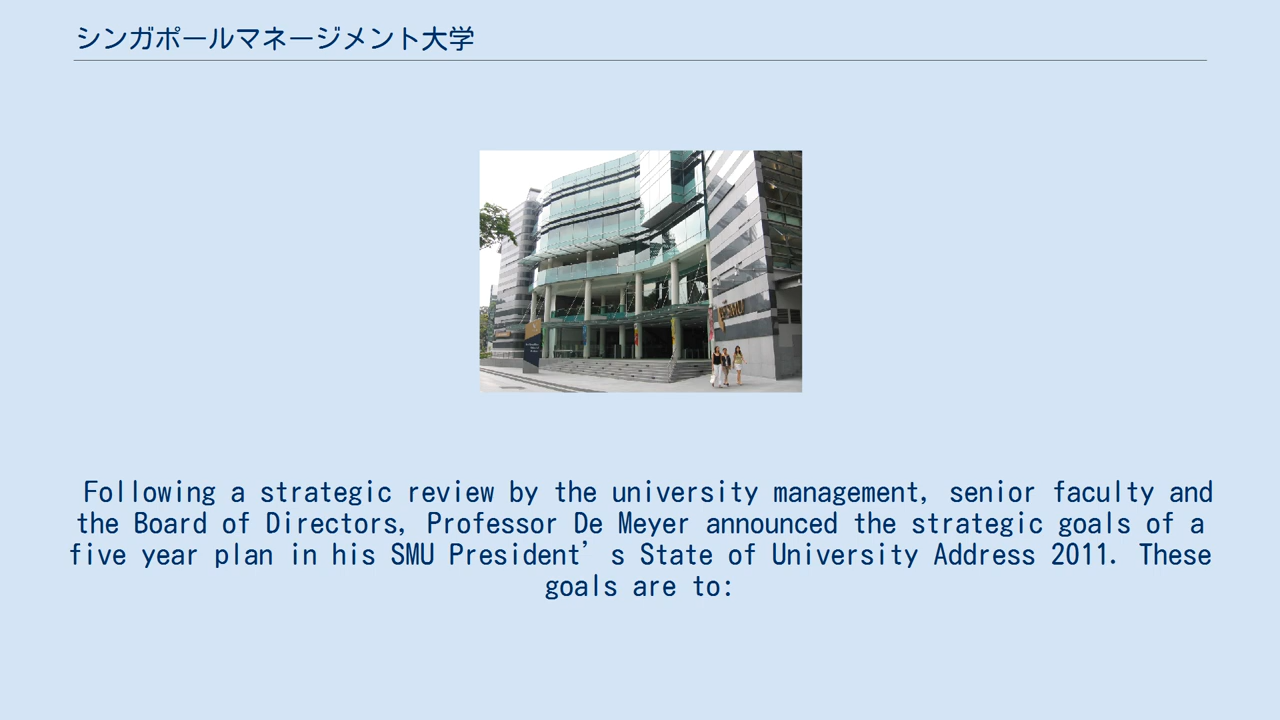 シンガポールマネージメント大学
SMU
Following a strategic review by the university management, senior faculty and
the Board of Directors, Professor De Meyer announced the strategic goals of a
five year plan in his SMU President’s State of University Address 2011. These
goals are to: